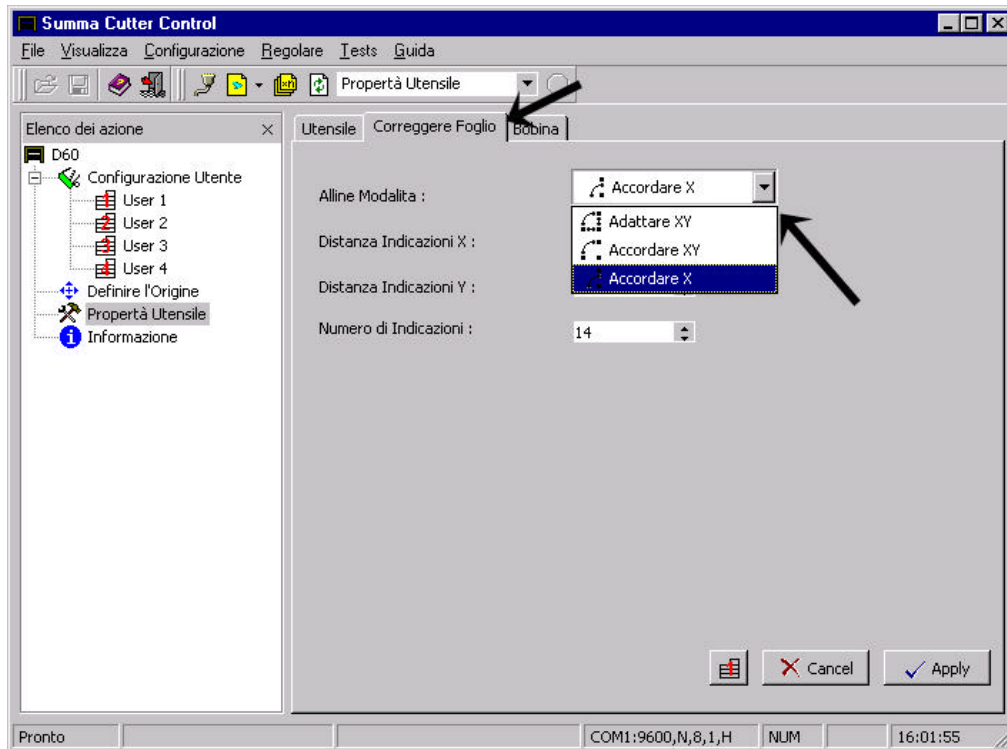 Summa Cutter Control
File Visualizza Configurazione Regolare Tests Guida
Propertà Utensile
Elenco dei azione
D60
Configurazione Utente
User 1
User 2
User 3
User 4
Definire l'Origine
Propertà Utensile
Informazione
Utensile Correggere Foglio Bobina
Alline Modalita : Accordare X
Adattare XY
Distanza Indicazioni X :
Accordare XY
Accordare X
Distanza Indicazioni Y :
Numero di Indicazioni : 14
Cancel Apply
Pronto COM1:9600,N,8,1,H NUM 16:01:55